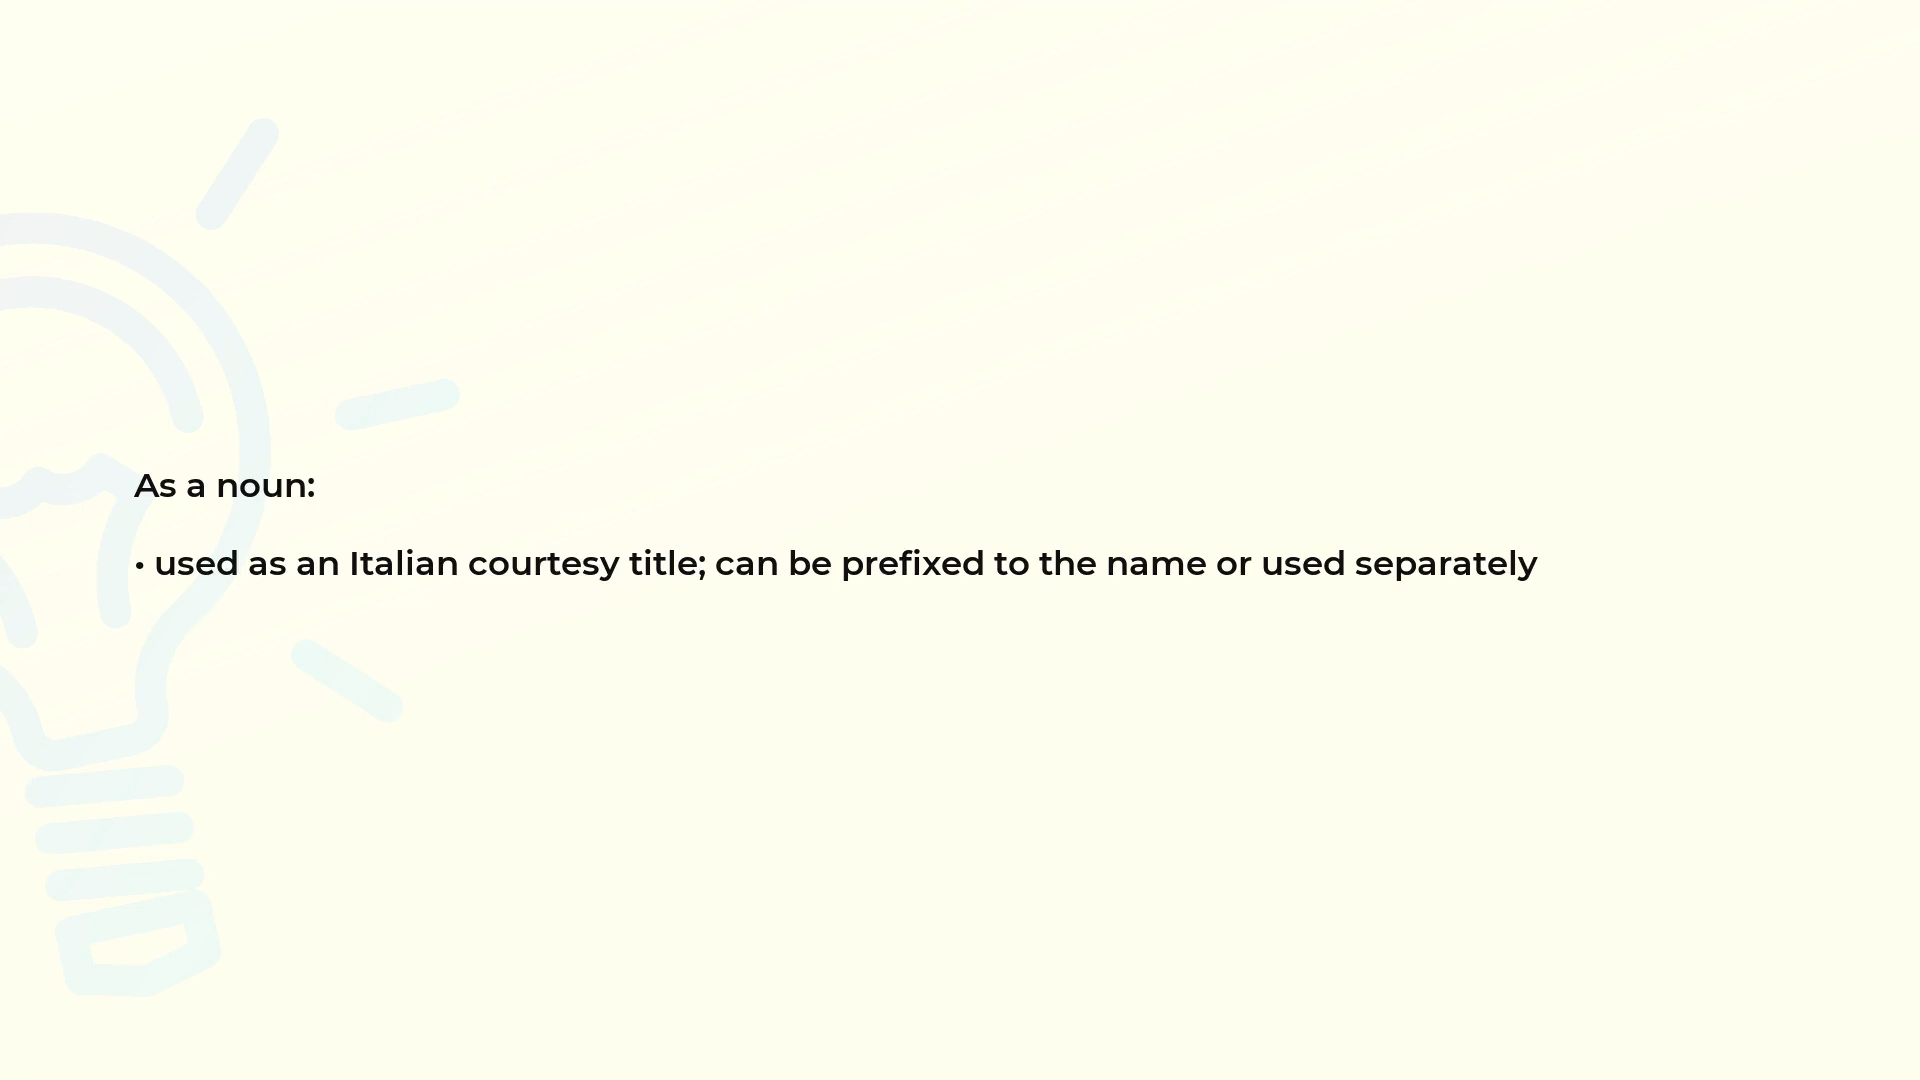 As a noun:
• used as an Italian courtesy title; can be prefixed to the name or used separately